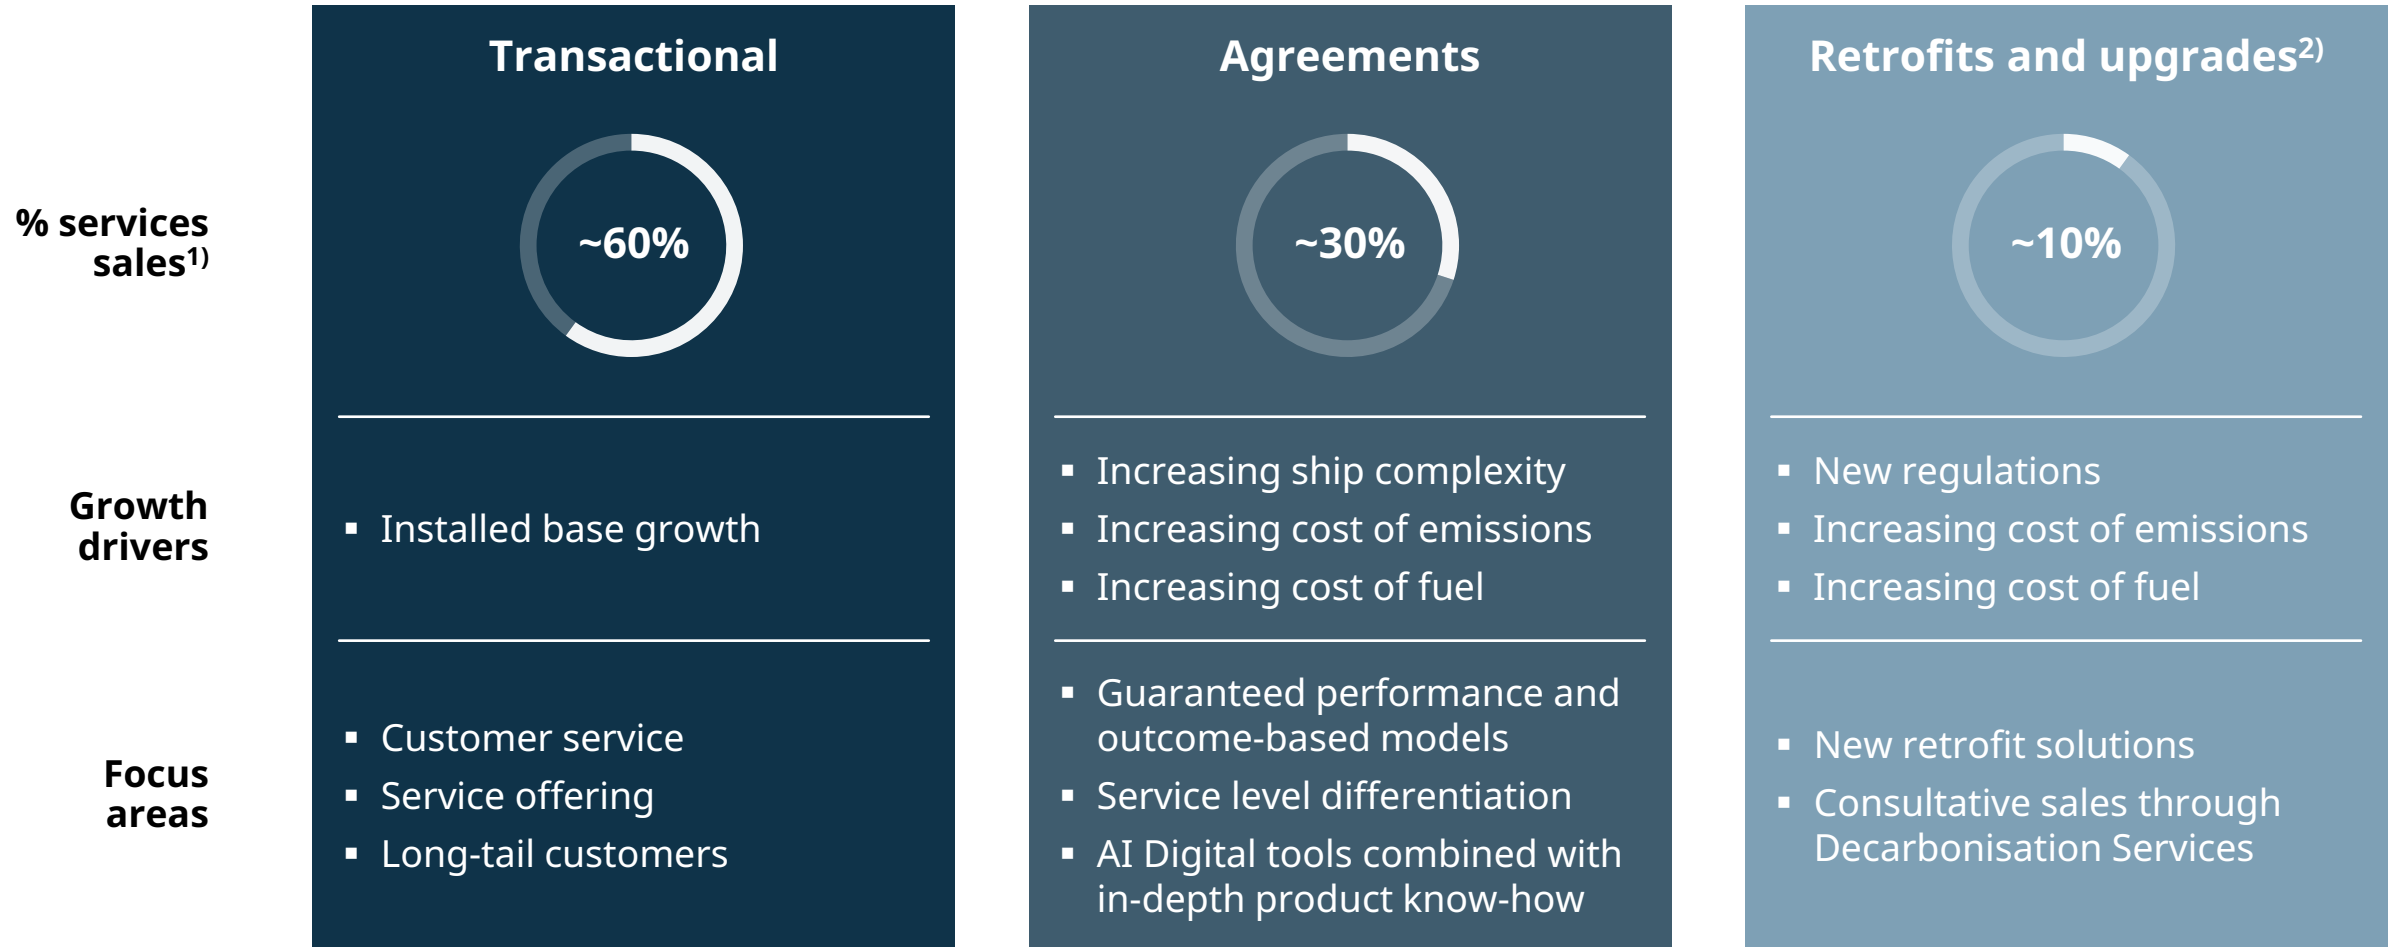 Transactional
Agreements
Retrofits and upgrades2)
% services
sales1)
~60%
~30%
~10%
Growth
drivers
▪ Installed base growth
▪ Increasing ship complexity
▪ Increasing cost of emissions
▪ Increasing cost of fuel
▪ New regulations
▪ Increasing cost of emissions
▪ Increasing cost of fuel
Focus
areas
▪ Customer service
▪ Service offering
▪ Long-tail customers
▪ Guaranteed performance and
outcome-based models
▪ Service level differentiation
▪ AI Digital tools combined with
in-depth product know-how
▪ New retrofit solutions
▪ Consultative sales through
Decarbonisation Services